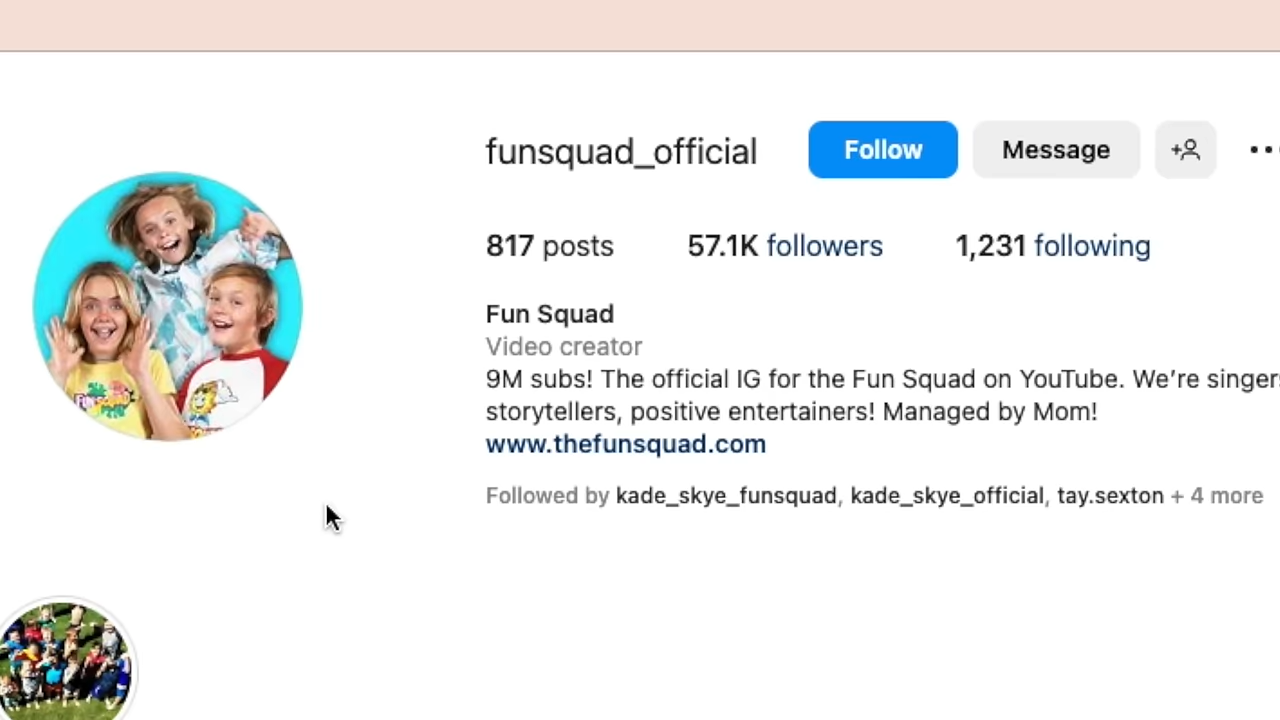 funsquad_official Follow Message
817 posts 57.1K followers 1,231 following
Fun Squad
Video creator
9M subs! The official IG for the Fun Squad on YouTube. We’re singers
storytellers, positive entertainers! Managed by Mom!
www.thefunsquad.com
Followed by kade_skye_funsquad, kade_skye_official, tay.sexton + 4 more